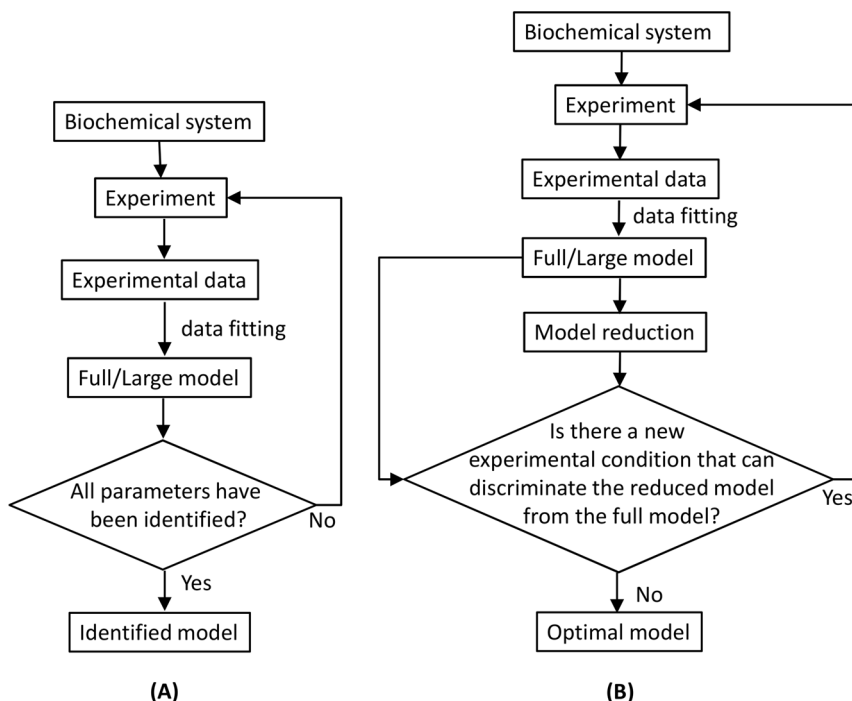 Biochemical system
Experiment
Experimental data
data fitting
Full/Large model
All parameters have
been identified?
No
Yes
Identified model
(A)
Biochemical system
Experiment
Experimental data
data fitting
Full/Large model
Model reduction
Is there a new
experimental condition that can
discriminate the reduced model
from the full model?
Yes
No
Optimal model
(B)